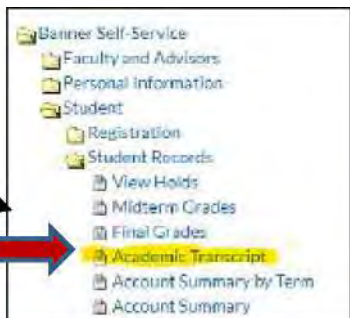 Banner Self-Service
Faculty and Advisors
Personal Information
Student
Registration
Student Records
View Holds
Midterm Grades
Final Grades
Academic Transcript
Account Summary by Term
Account Summary